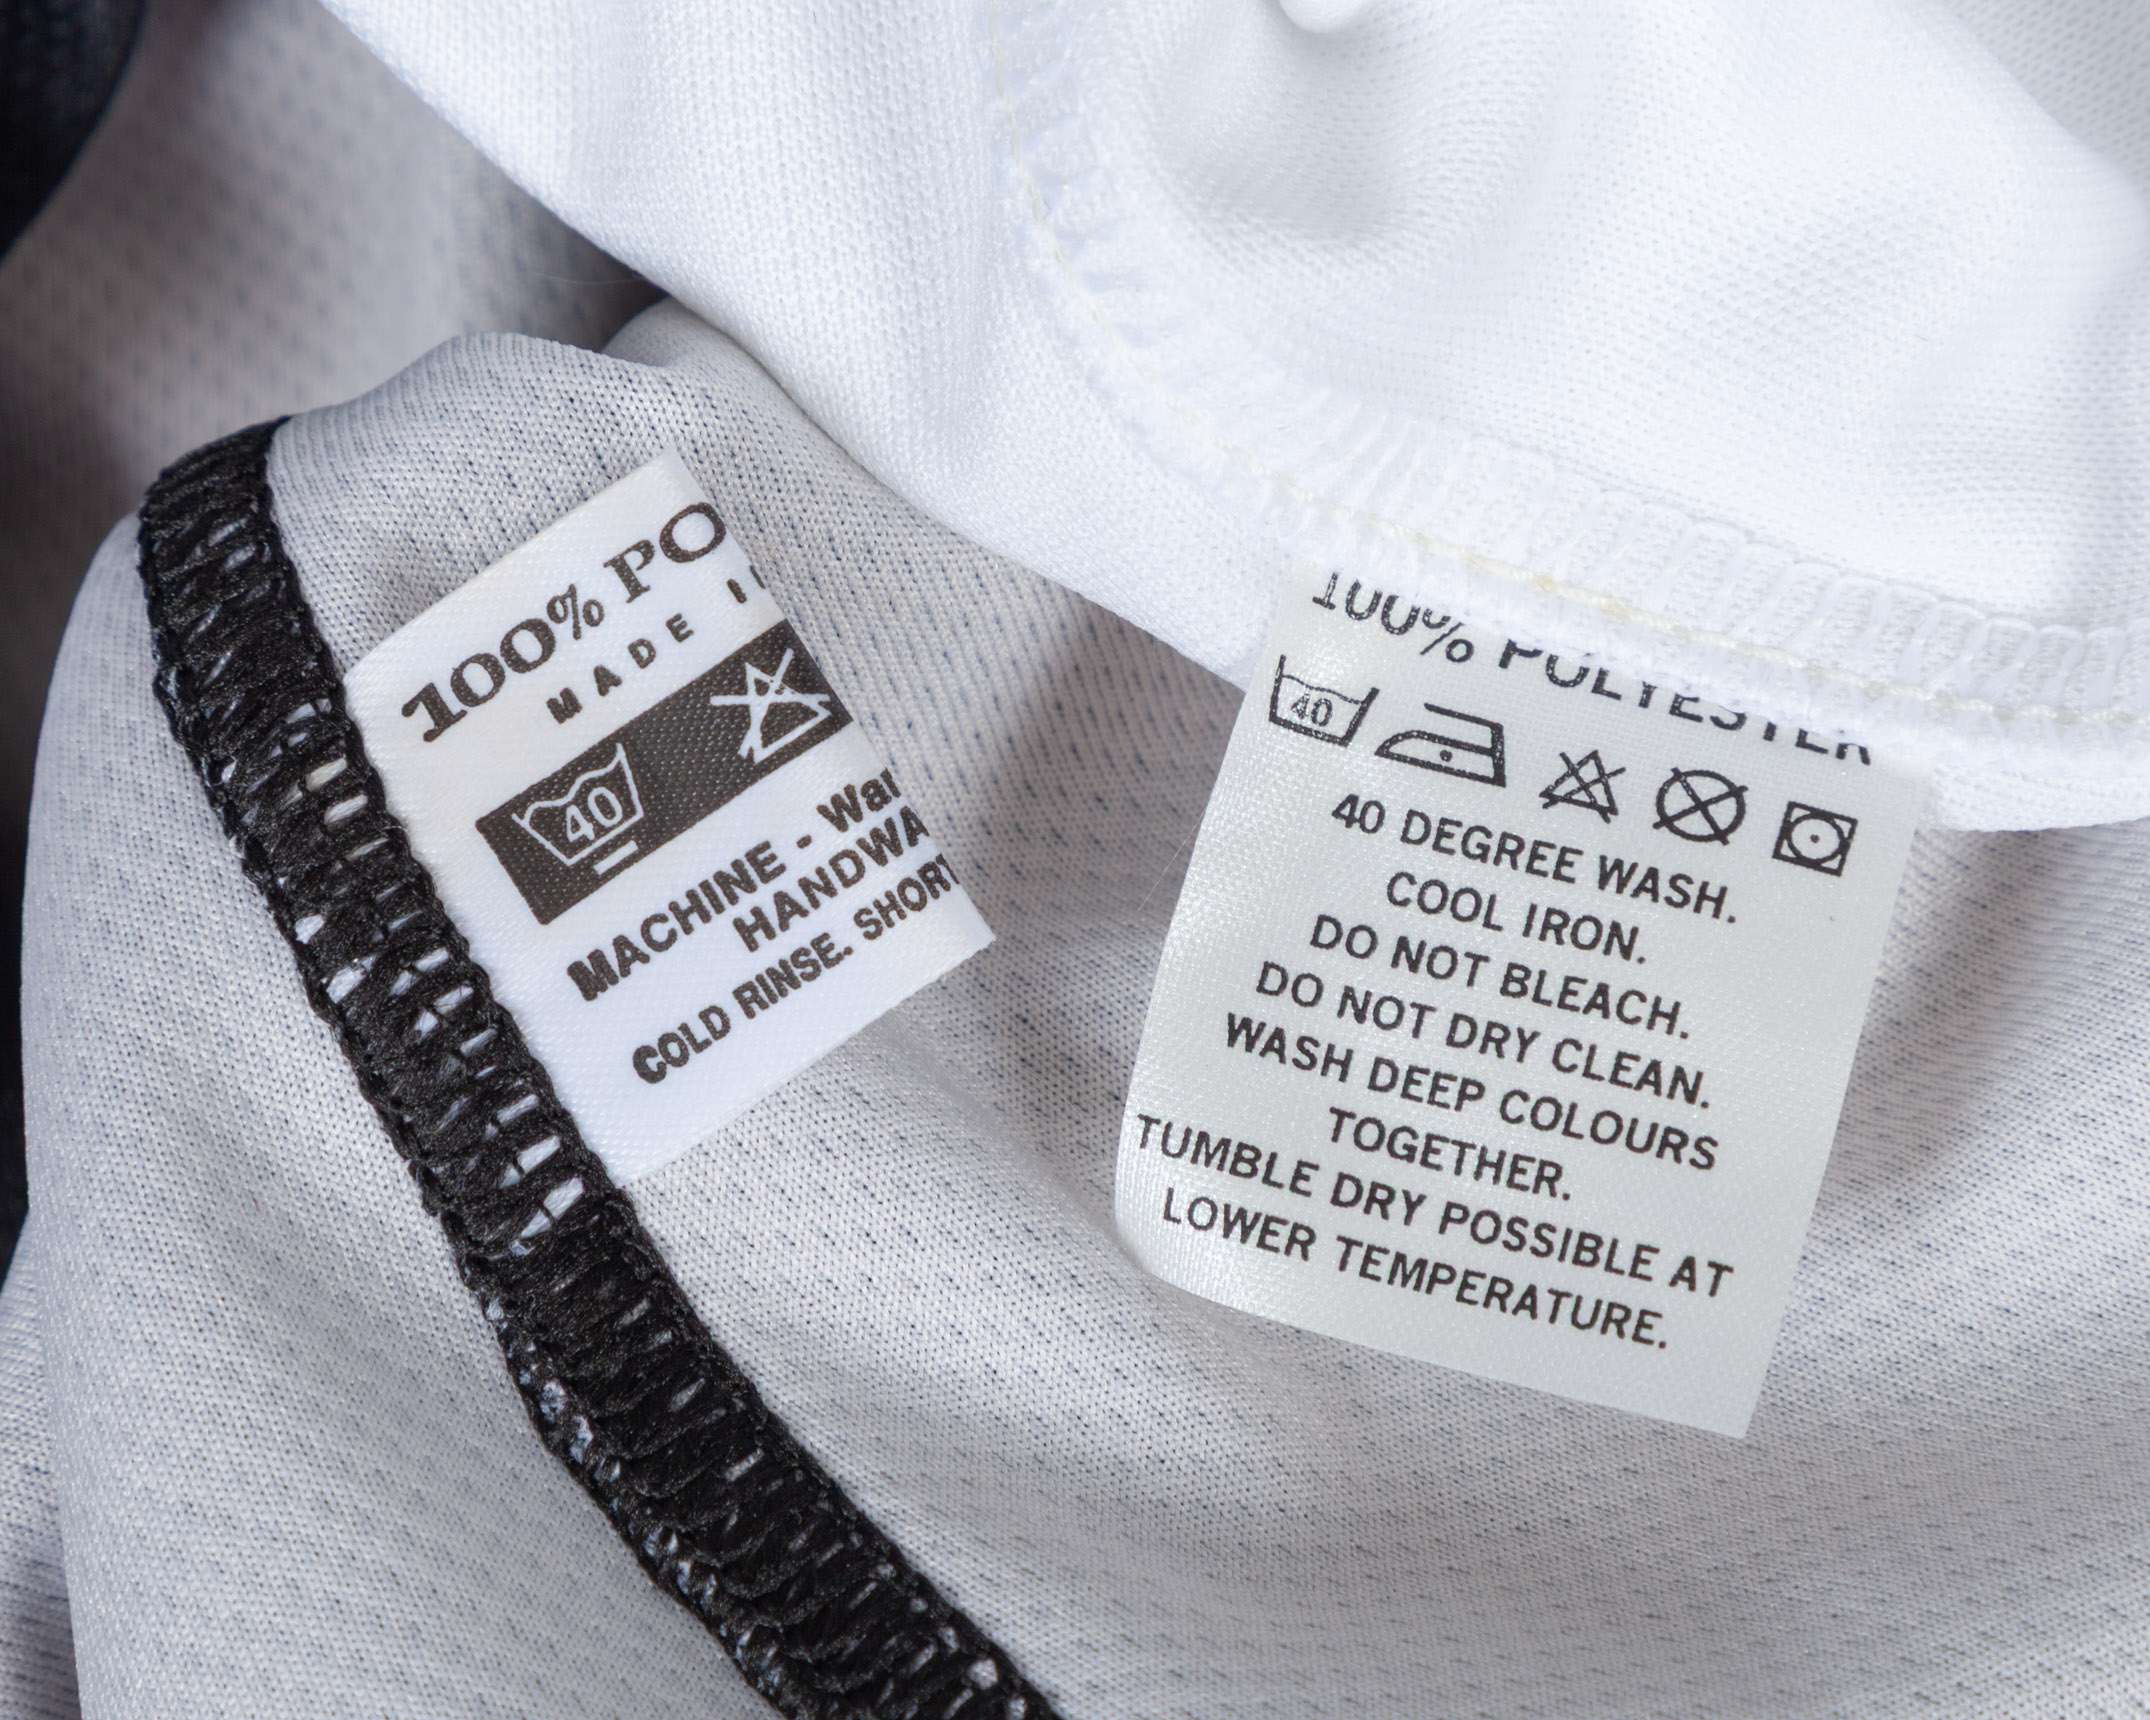 100% PO
MADE I
40
MACHINE - War
HANDWA
COLD RINSE. SHORT
100% POLYESTER
40
40 DEGREE WASH.
COOL IRON.
DO NOT BLEACH.
DO NOT DRY CLEAN.
WASH DEEP COLOURS
TOGETHER.
TUMBLE DRY POSSIBLE AT
LOWER TEMPERATURE.